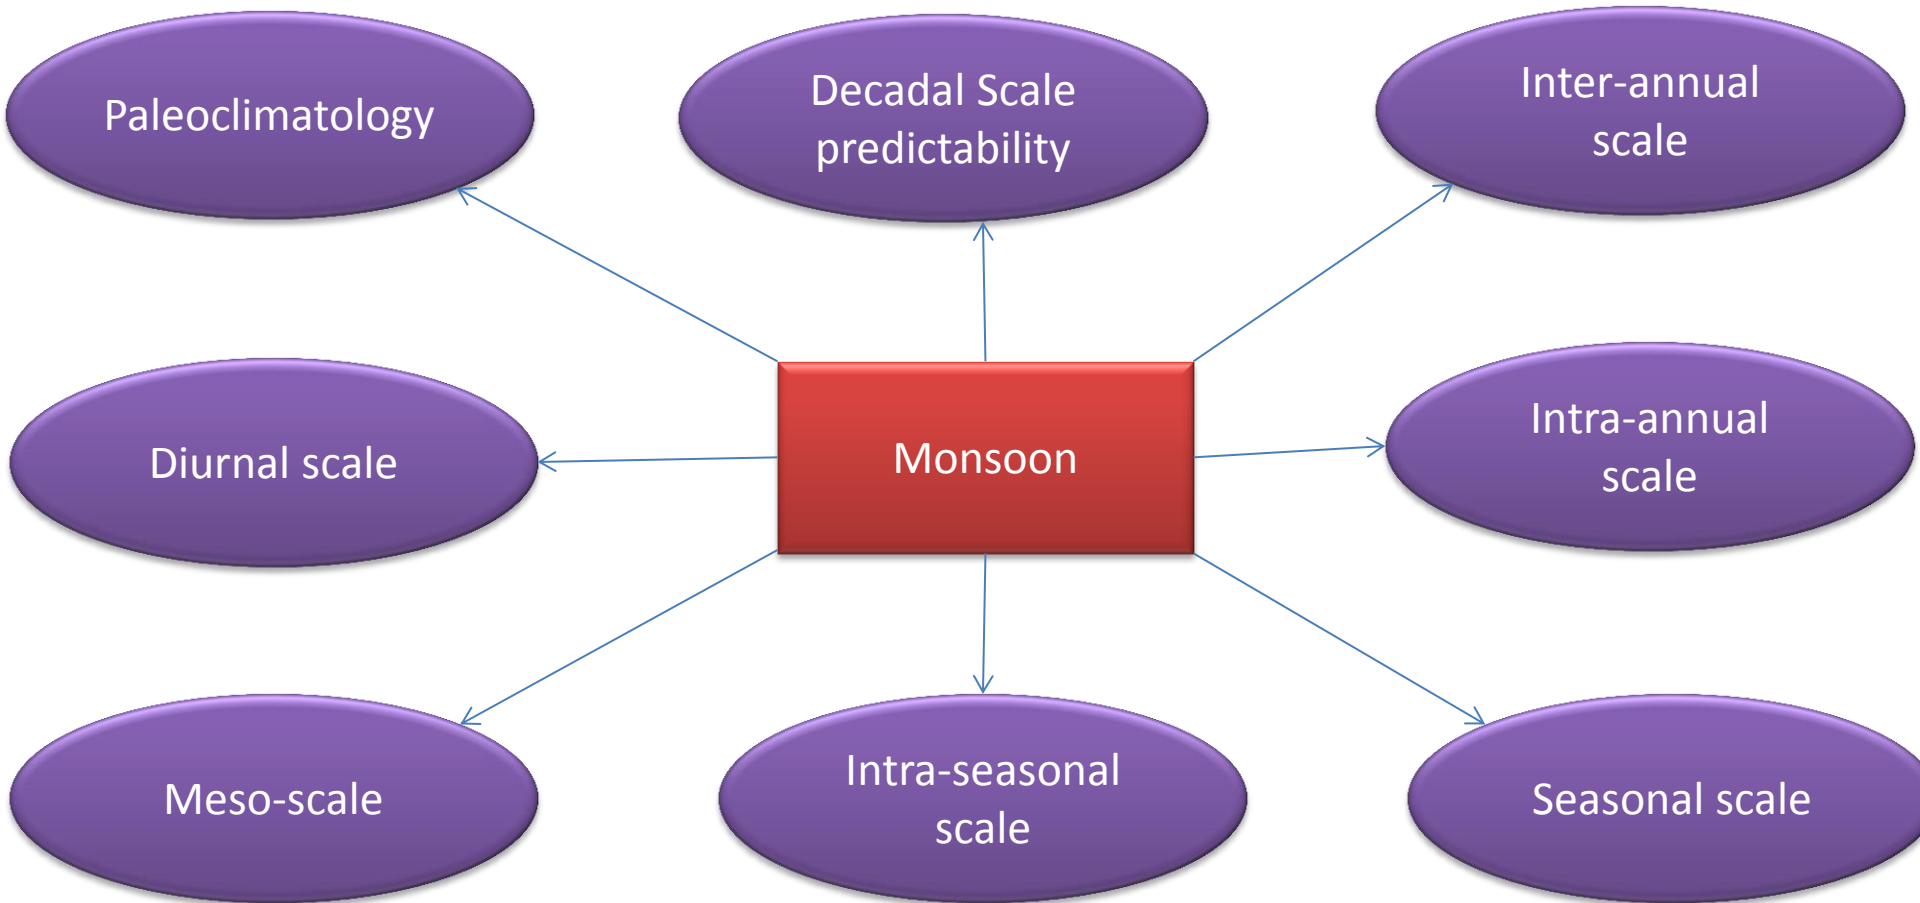 Paleoclimatology
Decadal Scale
predictability
Inter-annual
scale
Diurnal scale
Monsoon
Intra-annual
scale
Meso-scale
Intra-seasonal
scale
Seasonal scale